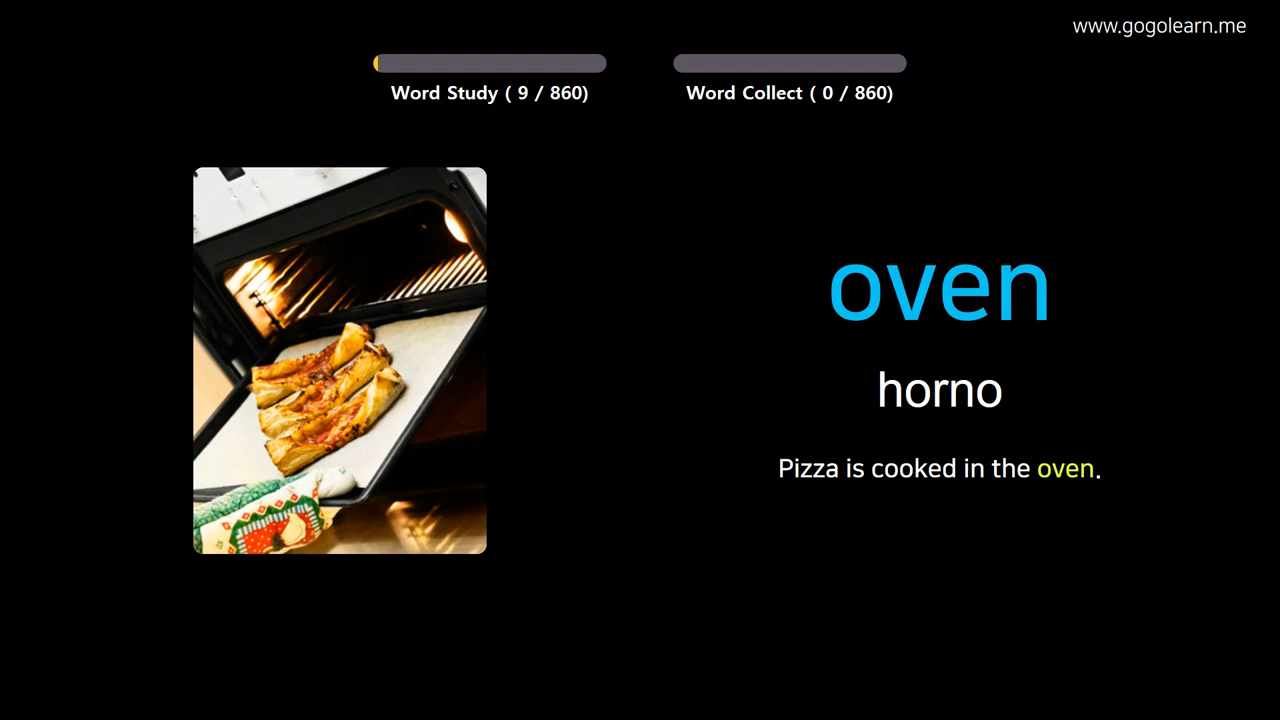 www.gogolearn.me
Word Study ( 9 / 860)
Word Collect ( 0 / 860)
oven
horno
Pizza is cooked in the oven.